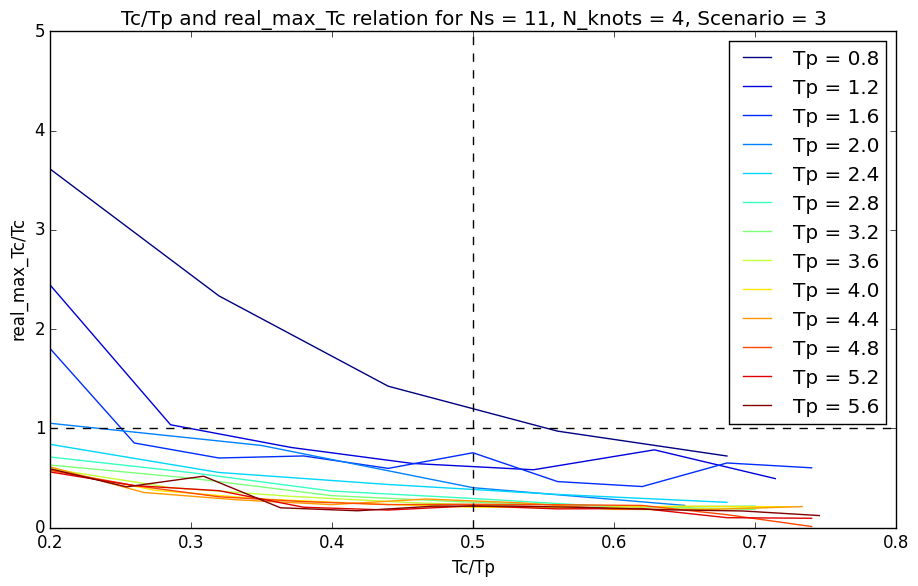 Tc/Tp and real_max_Tc relation for Ns = 11, N_knots = 4, Scenario = 3
real_max_Tc/Tc
5
4
3
2
1
0
0.2
0.3
0.4
0.5
0.6
0.7
0.8
Tc/Tp
Tp = 0.8
Tp = 1.2
Tp = 1.6
Tp = 2.0
Tp = 2.4
Tp = 2.8
Tp = 3.2
Tp = 3.6
Tp = 4.0
Tp = 4.4
Tp = 4.8
Tp = 5.2
Tp = 5.6